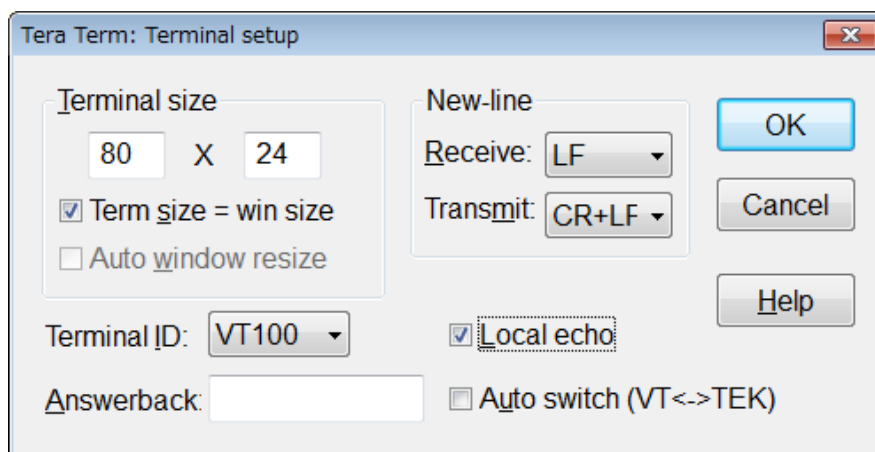 Tera Term: Terminal setup
Terminal size
80 X 24
Term size = win size
Auto window resize
New-line
Receive: LF
Transmit: CR+LF
OK
Cancel
Help
Terminal ID: VT100
Local echo
Answerback:
Auto switch (VT<->TEK)